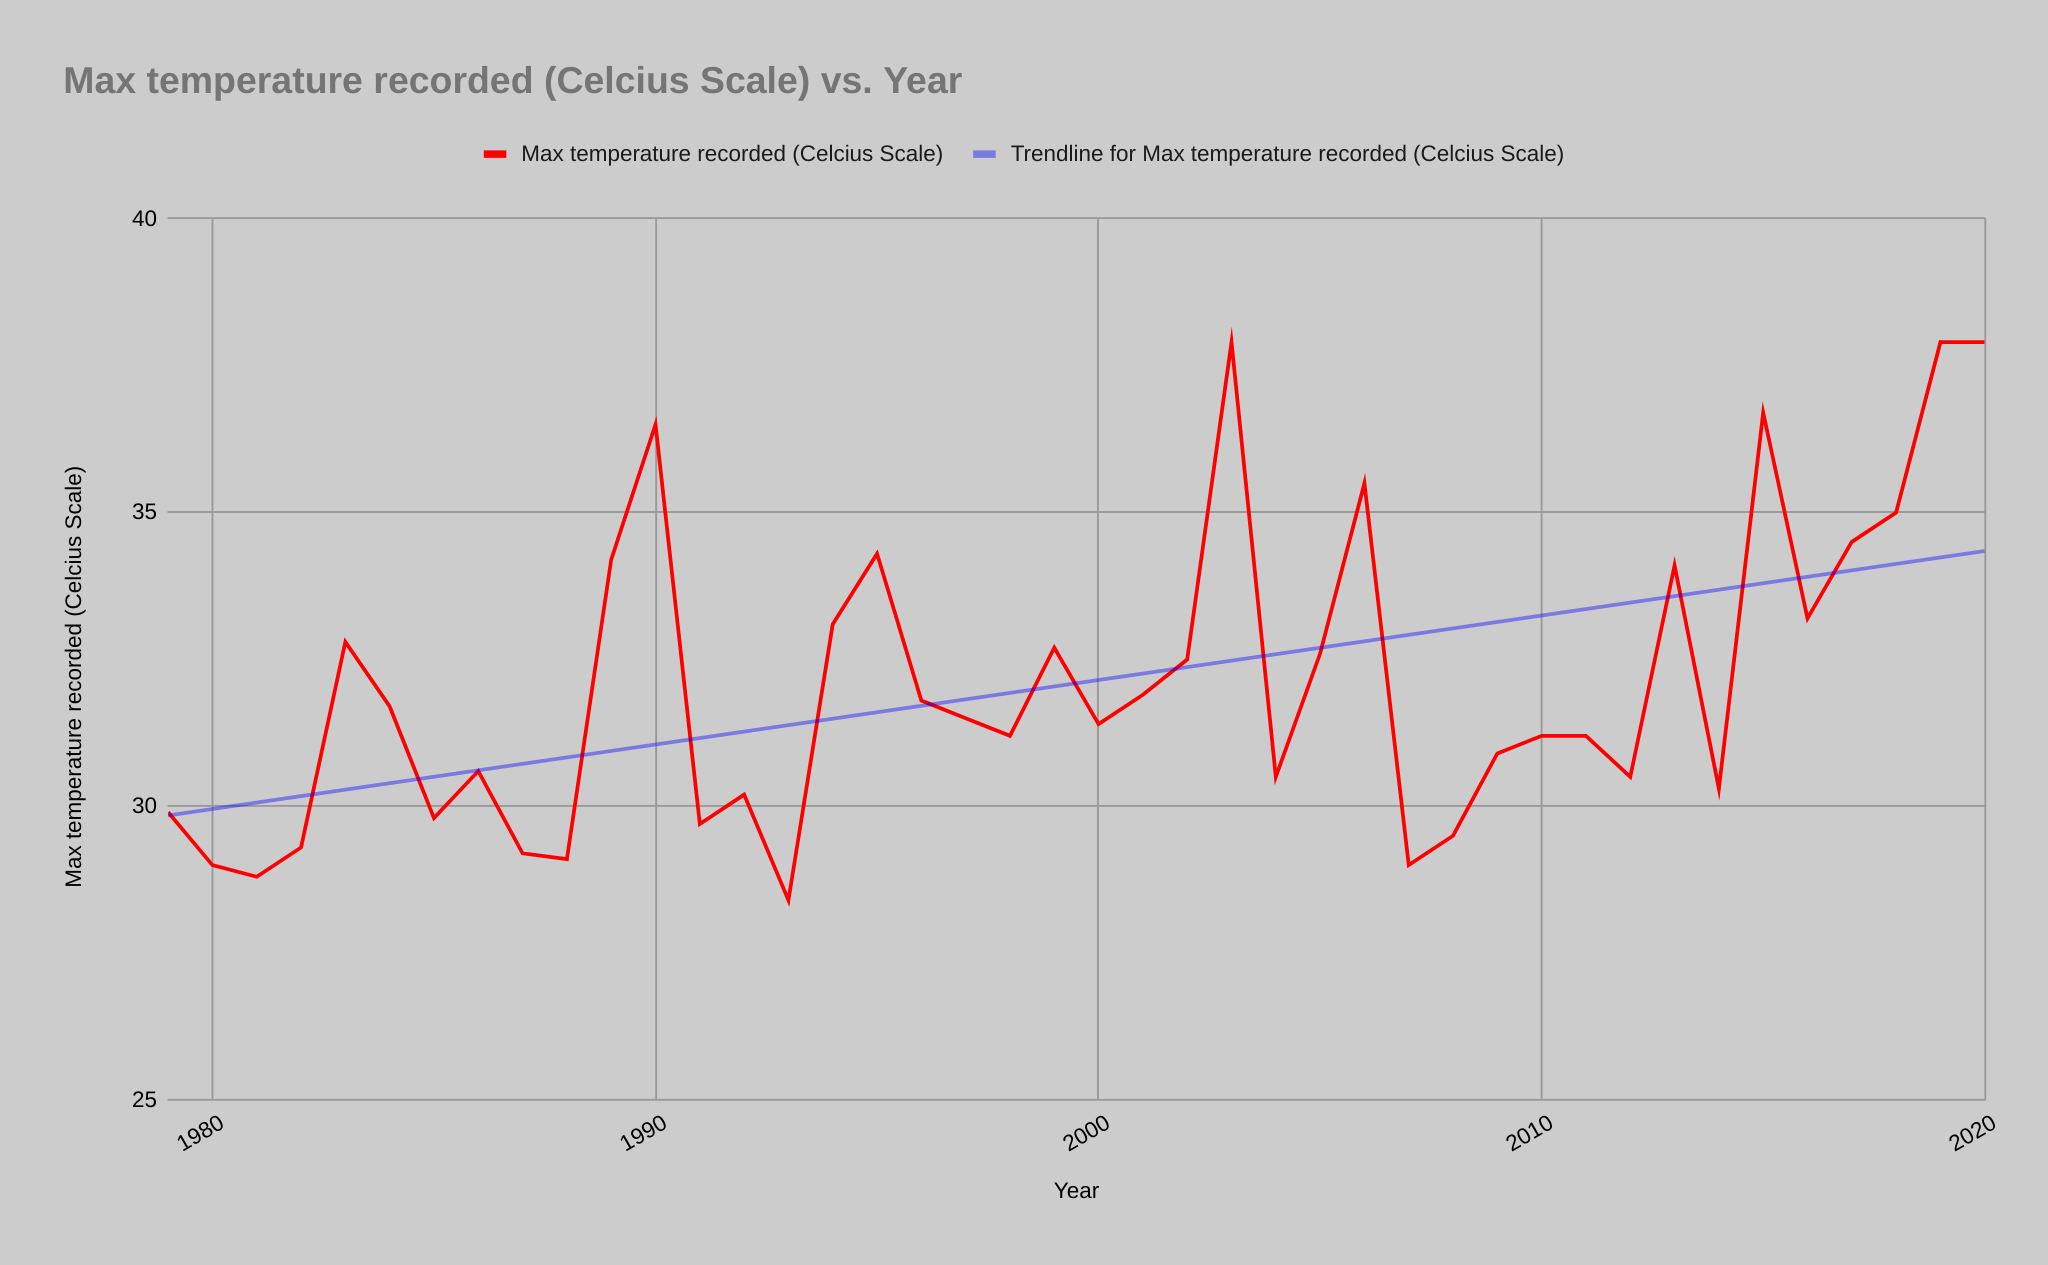 Max temperature recorded (Celcius Scale) vs. Year
Max temperature recorded (Celcius Scale)
Trendline for Max temperature recorded (Celcius Scale)
Max temperature recorded (Celcius Scale)
40
35
30
25
1980
1990
2000
2010
2020
Year